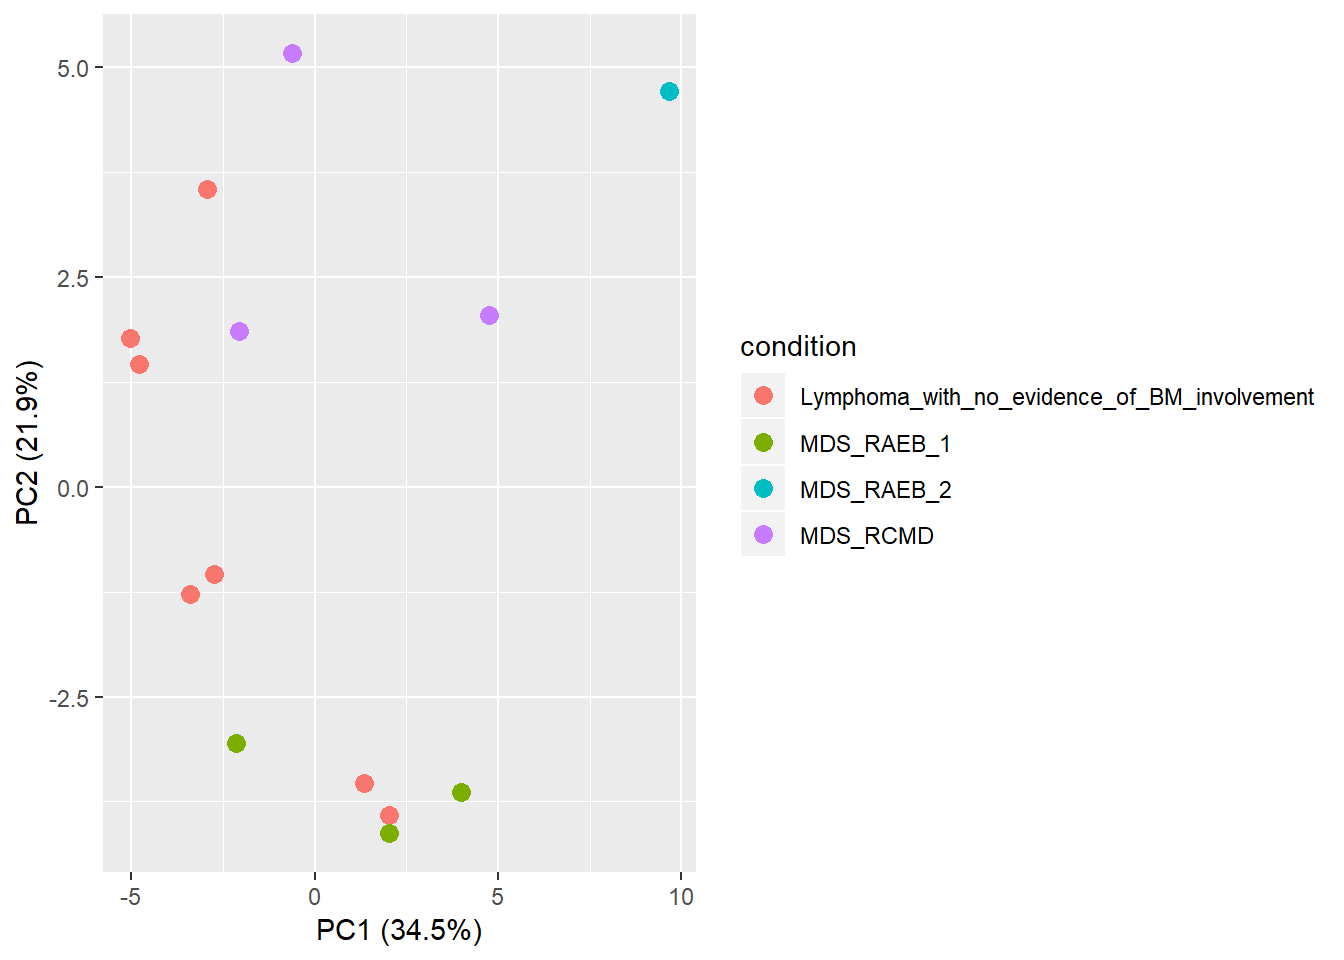 5.0
2.5
0.0
-2.5
PC2 (21.9%)
-5
0
5
10
PC1 (34.5%)
condition
Lymphoma_with_no_evidence_of_BM_involvement
MDS_RAEB_1
MDS_RAEB_2
MDS_RCMD